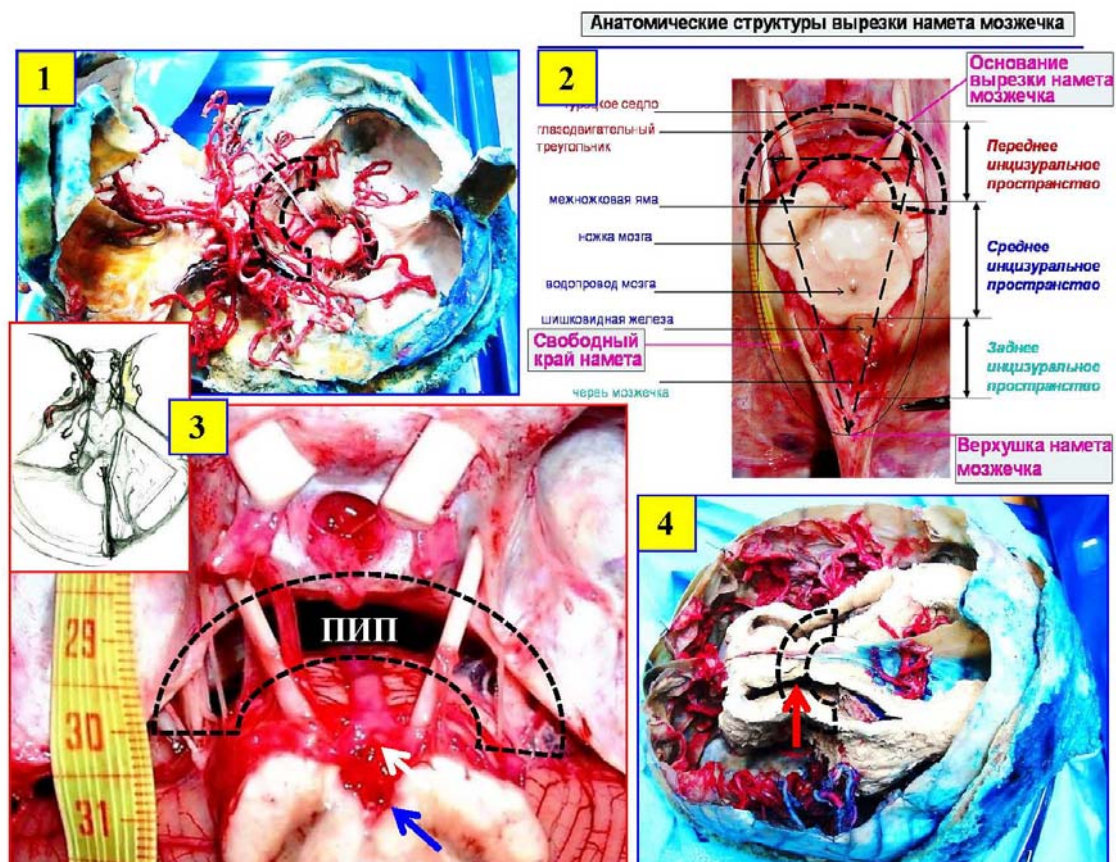 Анатомические структуры вырезки намета мозжечка
1
2
Основание
вырезки намета
мозжечка
турецкое седло
глазодвигательный
треугольник
Переднее
инцизуральное
пространство
межножковая яма
ножка мозга
Среднее
инцизуральное
пространство
водопровод мозга
шишковидная железа
Свободный
край намета
Заднее
инцизуральное
пространство
червь мозжечка
Верхушка намета
мозжечка
3
ПИП
29
30
31
4